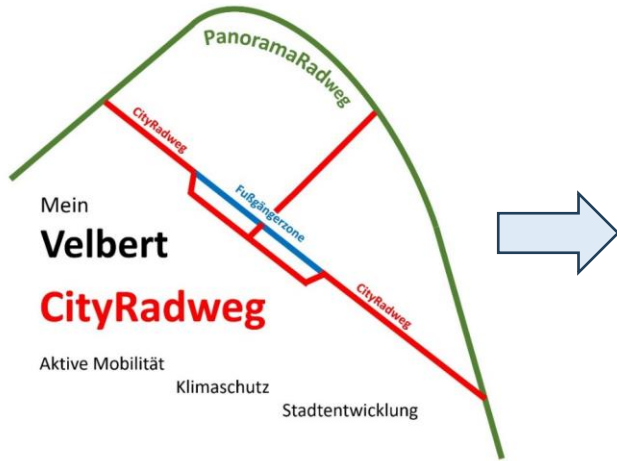 PanoramaRadweg
CityRadweg
Fußgängerzone
CityRadweg
Mein
Velbert
CityRadweg
Aktive Mobilität
Klimaschutz
Stadtentwicklung